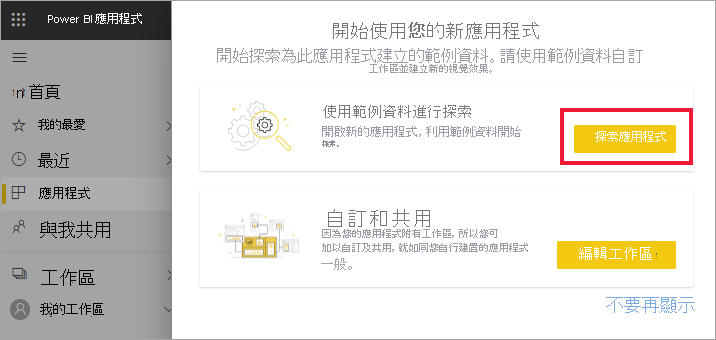 Power BI 應用程式
首頁
我的最愛
最近
應用程式
與我共用
工作區
我的工作區
開始使用您的新應用程式
開始探索為此應用程式建立的範例資料。請使用範例資料自訂
工作區並建立新的視覺效果。
使用範例資料進行探索
開啟新的應用程式, 利用範例資料開始
探索。
探索應用程式
自訂和共用
因為您的應用程式附有工作區, 所以您可
加以自訂及共用, 就如同您自行建置的應用程式
一般。
編輯工作區
不要再顯示